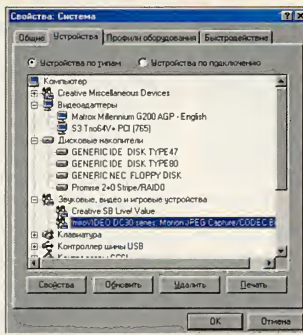 Свойства: Система
Общие Устройства Профили оборудования Быстродействие
Устройства по типам Устройства по подключению
Компьютер
Creative Miscellaneous Devices
Видеоадаптеры
Matrox Millennium G200 AGP - English
S3 Trio64V+ PCI [765]
Дисковые накопители
GENERIC IDE DISK TYPE47
GENERIC IDE DISK TYPE80
GENERIC NEC FLOPPY DISK
Promise 2+0 Stripe/RAID0
Звуковые, видео и игровые устройства
Creative SB Live! Value
miroVIDEO DC30 series: Motion JPEG Capture/CODEC B
Клавиатура
Контроллер шины USB
Свойства Обновить Удалить Печать
OK Отмена